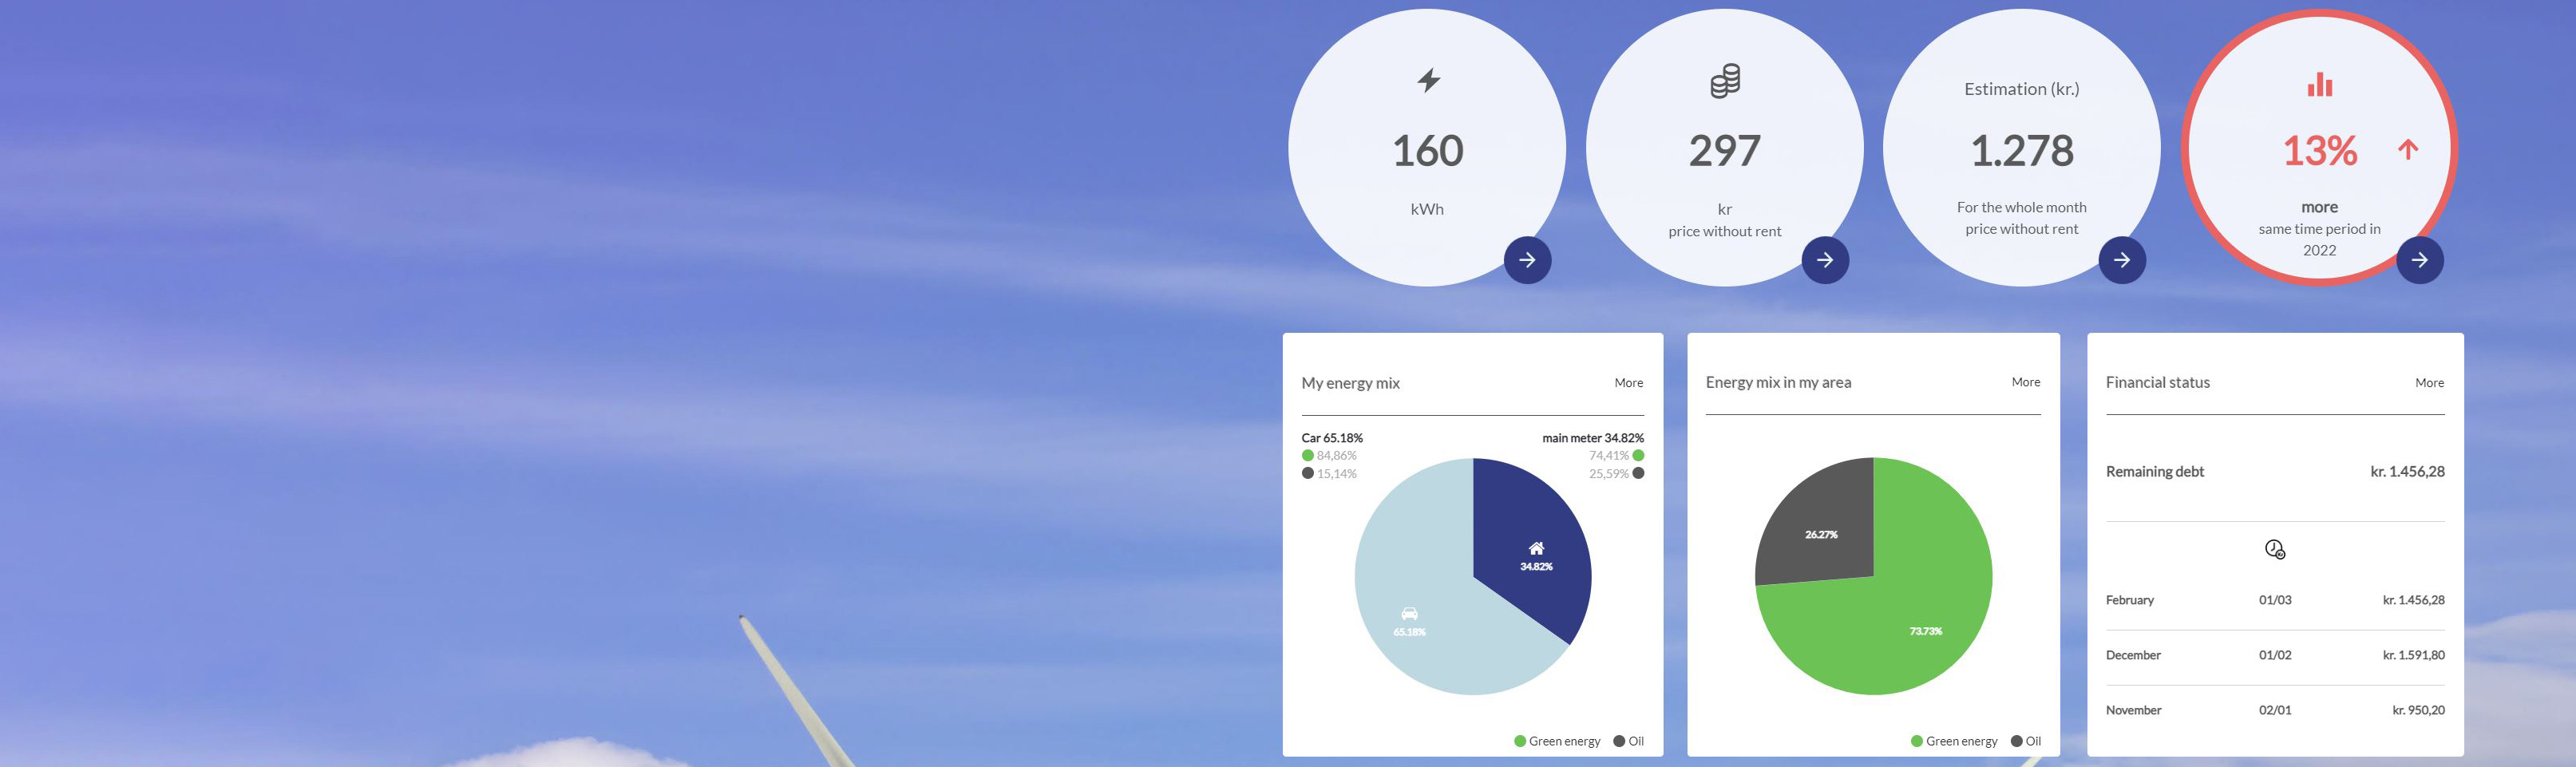 160
kWh
297
kr
price without rent
Estimation (kr.)
1.278
For the whole month
price without rent
13%
more
same time period in
2022
My energy mix More
Car 65.18% main meter 34.82%
84,86% 74,41%
15,14% 25,59%
34.82%
65.18%
Green energy Oil
Energy mix in my area More
26.27%
73.73%
Green energy Oil
Financial status More
Remaining debt kr. 1.456,28
February 01/03 kr. 1.456,28
December 01/02 kr. 1.591,80
November 02/01 kr. 950,20